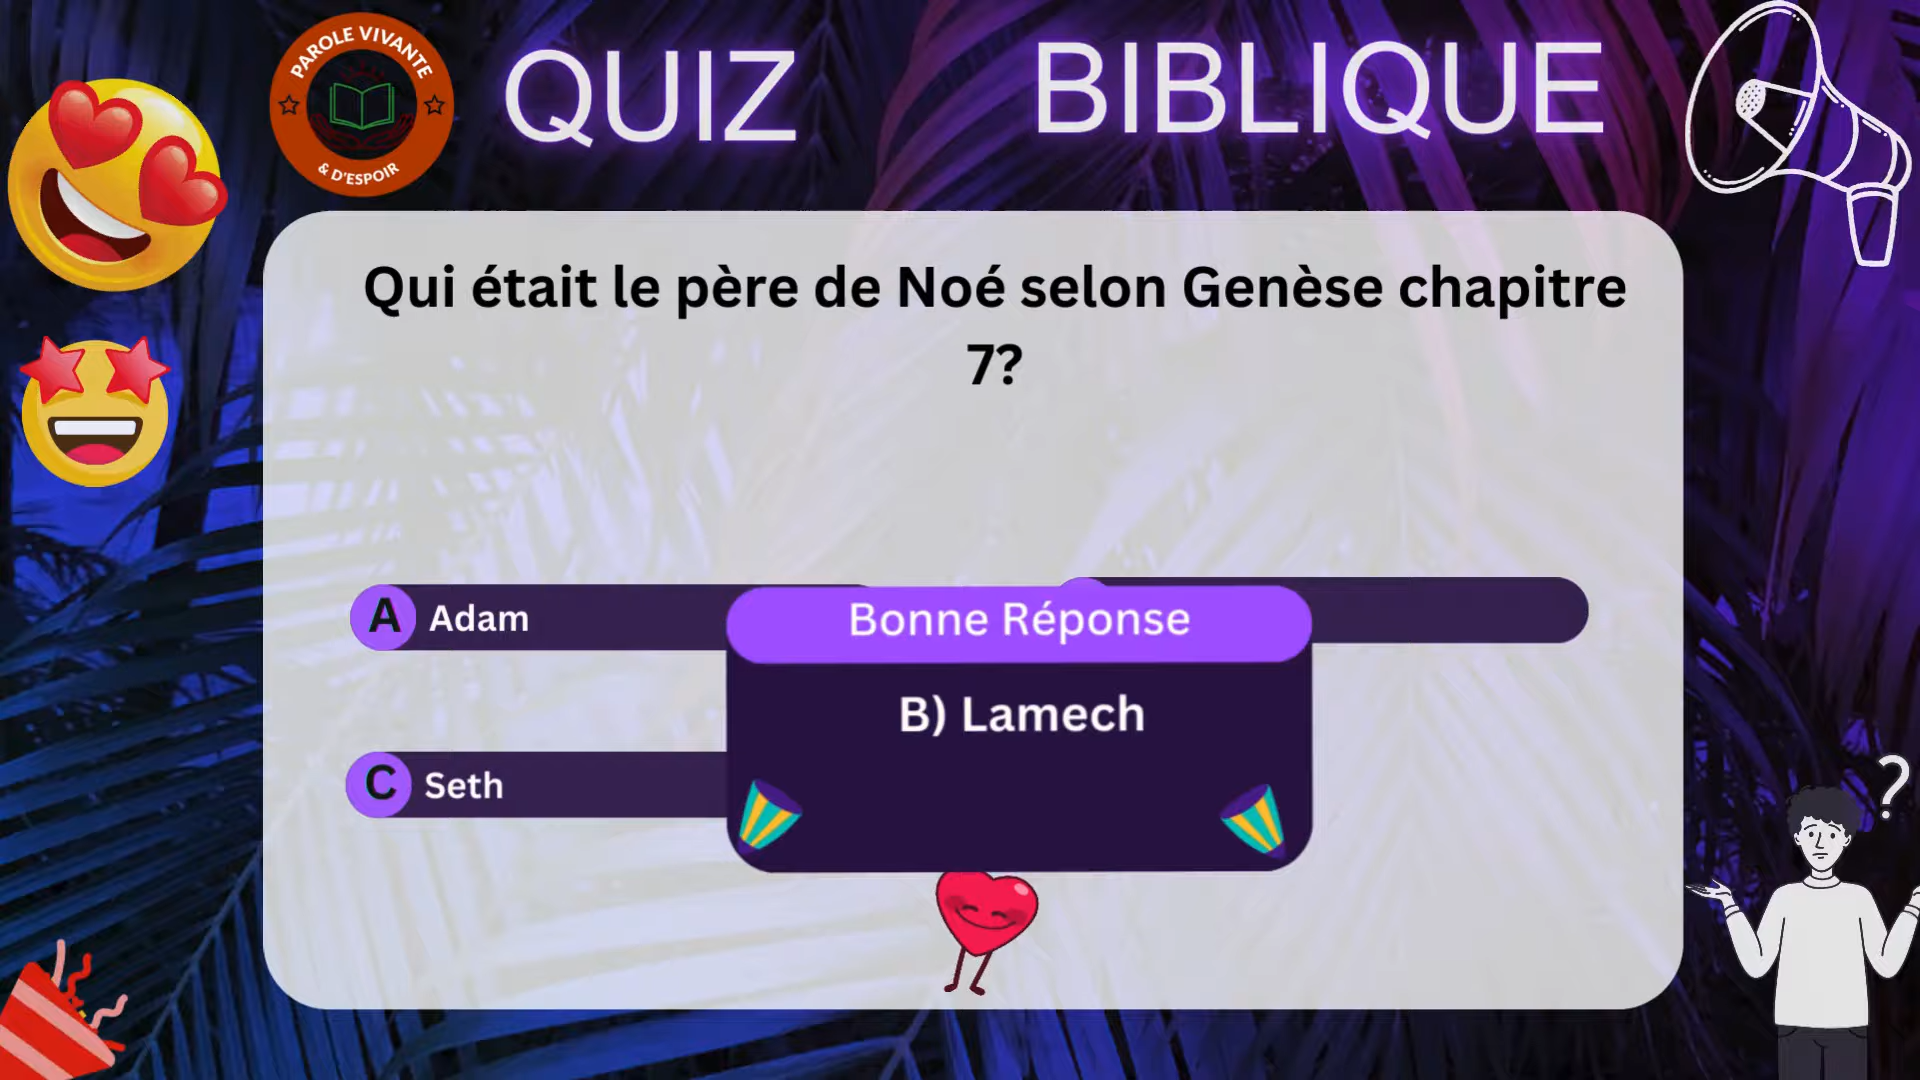 PAROLE VIVANTE
& D'ESPOIR
QUIZ BIBLIQUE
Qui était le père de Noé selon Genèse chapitre
7?
A Adam
Bonne Réponse
B) Lamech
C Seth
?